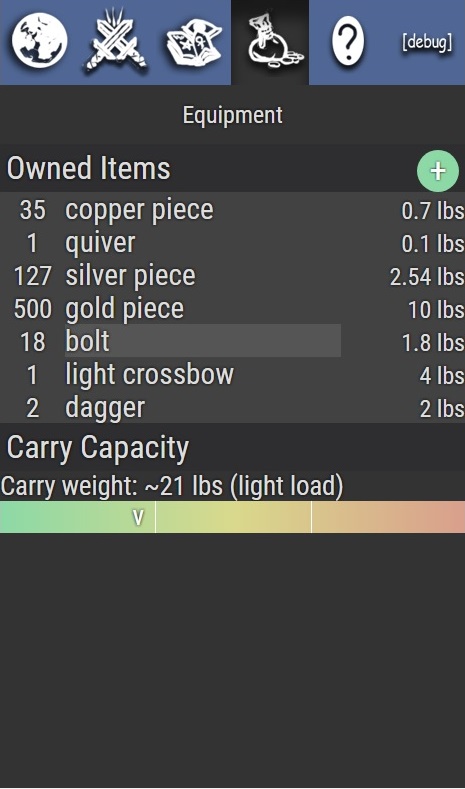 [debug]
Equipment
Owned Items +
35 copper piece 0.7 lbs
1 quiver 0.1 lbs
127 silver piece 2.54 lbs
500 gold piece 10 lbs
18 bolt 1.8 lbs
1 light crossbow 4 lbs
2 dagger 2 lbs
Carry Capacity
Carry weight: ~21 lbs (light load)
V